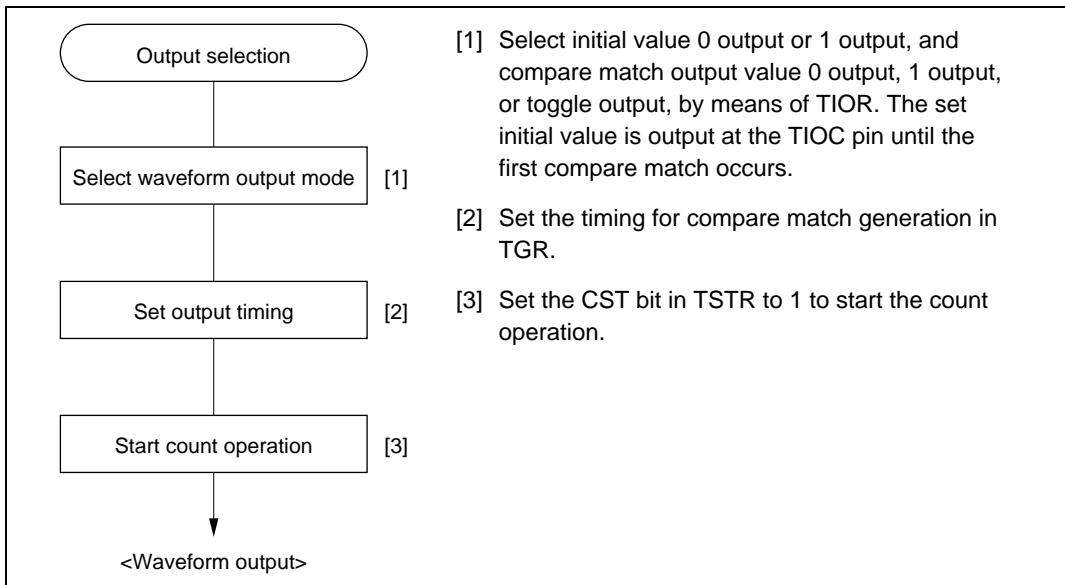 Output selection
Select waveform output mode [1]
Set output timing [2]
Start count operation [3]
<Waveform output>
[1] Select initial value 0 output or 1 output, and
compare match output value 0 output, 1 output,
or toggle output, by means of TIOR. The set
initial value is output at the TIOC pin until the
first compare match occurs.
[2] Set the timing for compare match generation in
TGR.
[3] Set the CST bit in TSTR to 1 to start the count
operation.